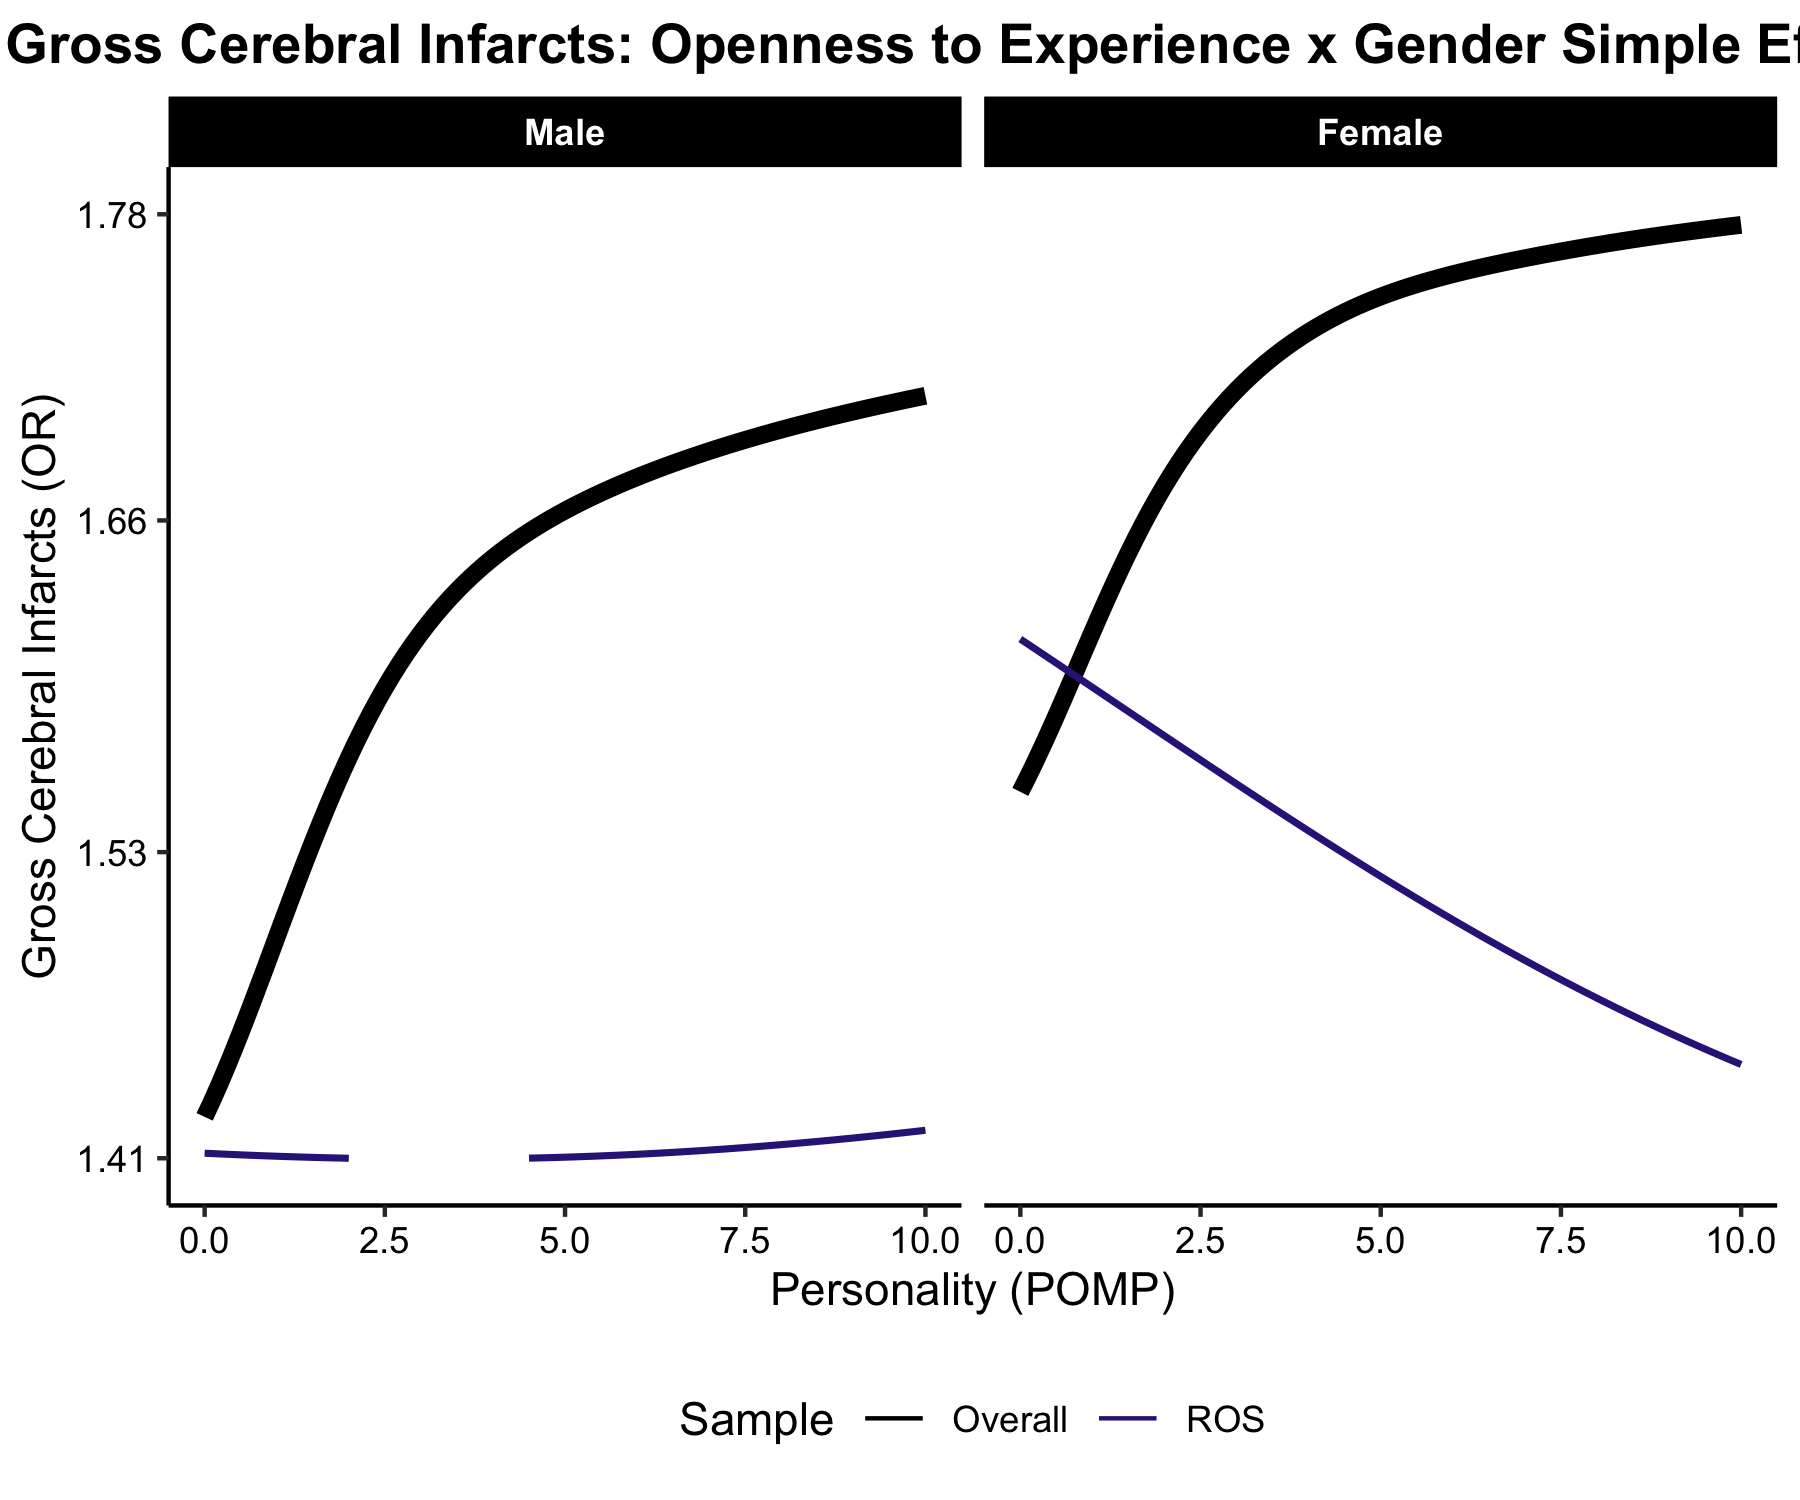 Gross Cerebral Infarcts: Openness to Experience x Gender Simple Ef
Male
Female
Gross Cerebral Infarcts (OR)
1.78
1.66
1.53
1.41
0.0 2.5 5.0 7.5 10.0
0.0 2.5 5.0 7.5 10.0
Personality (POMP)
Sample Overall ROS